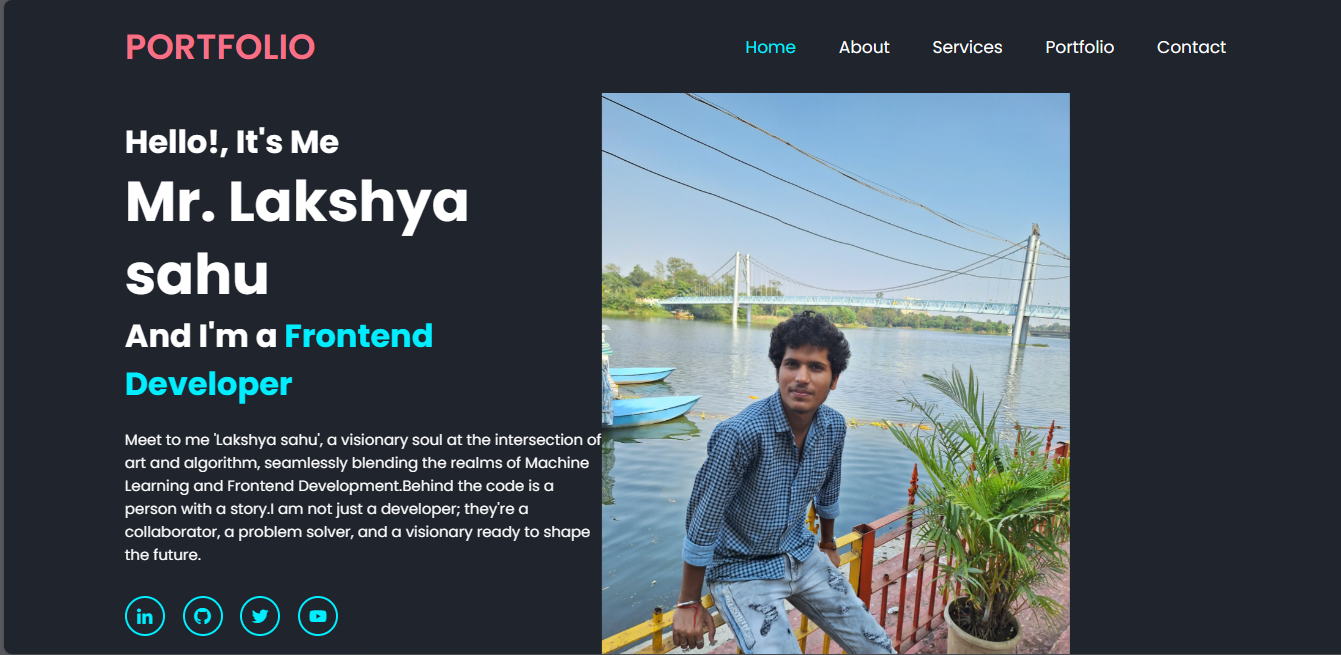 PORTFOLIO
Home About Services Portfolio Contact
Hello!, It's Me
Mr. Lakshya
sahu
And I'm a Frontend
Developer
Meet to me 'Lakshya sahu', a visionary soul at the intersection of
art and algorithm, seamlessly blending the realms of Machine
Learning and Frontend Development.Behind the code is a
person with a story.I am not just a developer; they're a
collaborator, a problem solver, and a visionary ready to shape
the future.
in